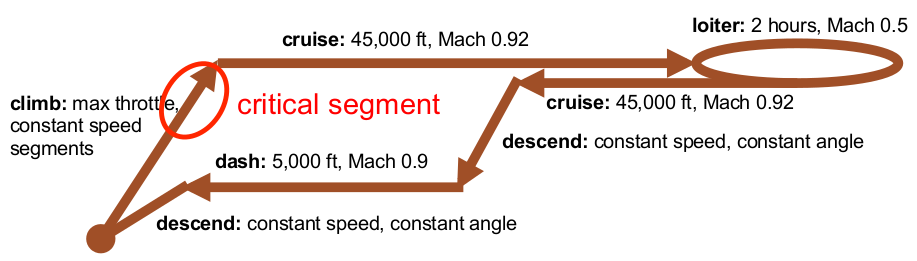 loiter: 2 hours, Mach 0.5
cruise: 45,000 ft, Mach 0.92
climb: max throttle,
constant speed
segments
critical segment
cruise: 45,000 ft, Mach 0.92
descend: constant speed, constant angle
dash: 5,000 ft, Mach 0.9
descend: constant speed, constant angle